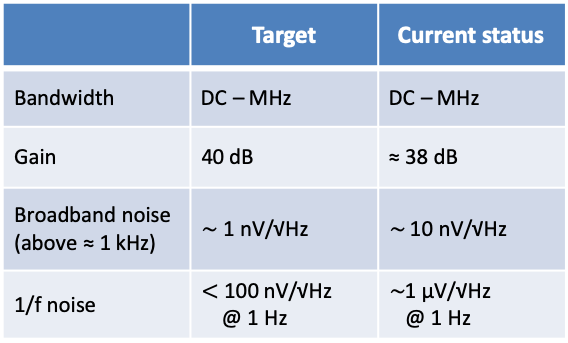 Target Current status
Bandwidth DC – MHz DC – MHz
Gain 40 dB ≈ 38 dB
Broadband noise
(above ≈ 1 kHz) ~ 1 nV/√Hz ~ 10 nV/√Hz
1/f noise < 100 nV/√Hz ~1 µV/√Hz
@ 1 Hz @ 1 Hz